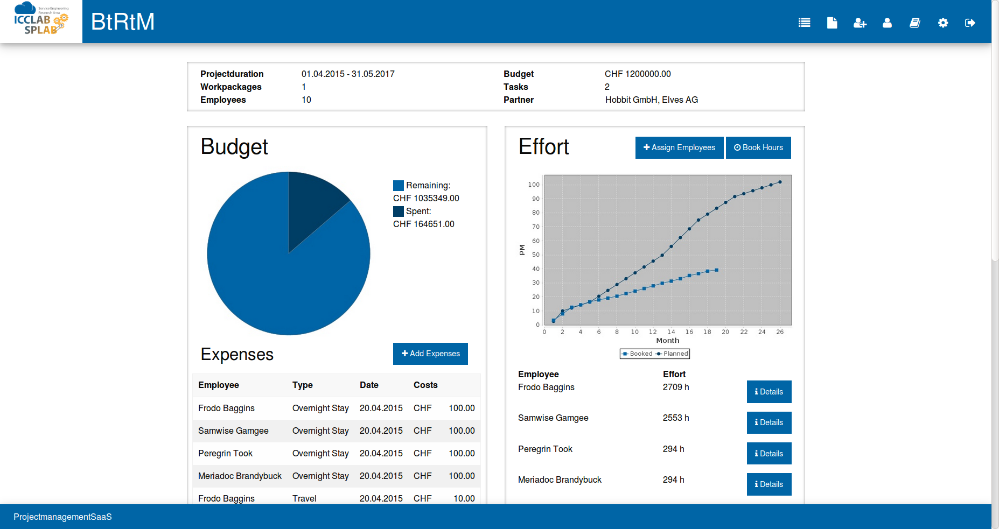 Service Engineering
Research Area
ICCLAB
SPLAB
BtRtM
Projectduration 01.04.2015 - 31.05.2017 Budget CHF 1200000.00
Workpackages 1 Tasks 2
Employees 10 Partner Hobbit GmbH, Elves AG
Budget
Remaining:
CHF 1035349.00
Spent:
CHF 164651.00
Expenses
Add Expenses
Employee Type Date Costs
Frodo Baggins Overnight Stay 20.04.2015 CHF 100.00
Samwise Gamgee Overnight Stay 20.04.2015 CHF 100.00
Peregrin Took Overnight Stay 20.04.2015 CHF 100.00
Meriadoc Brandybuck Overnight Stay 20.04.2015 CHF 100.00
Frodo Baggins Travel 20.04.2015 CHF 10.00
Effort
Assign Employees
Book Hours
100
90
80
70
60
50
40
30
20
10
0
PM
0 2 4 6 8 10 12 14 16 18 20 22 24 26
Month
Booked Planned
Employee Effort
Frodo Baggins 2709 h Details
Samwise Gamgee 2553 h Details
Peregrin Took 294 h Details
Meriadoc Brandybuck 294 h Details
ProjectmanagementSaaS